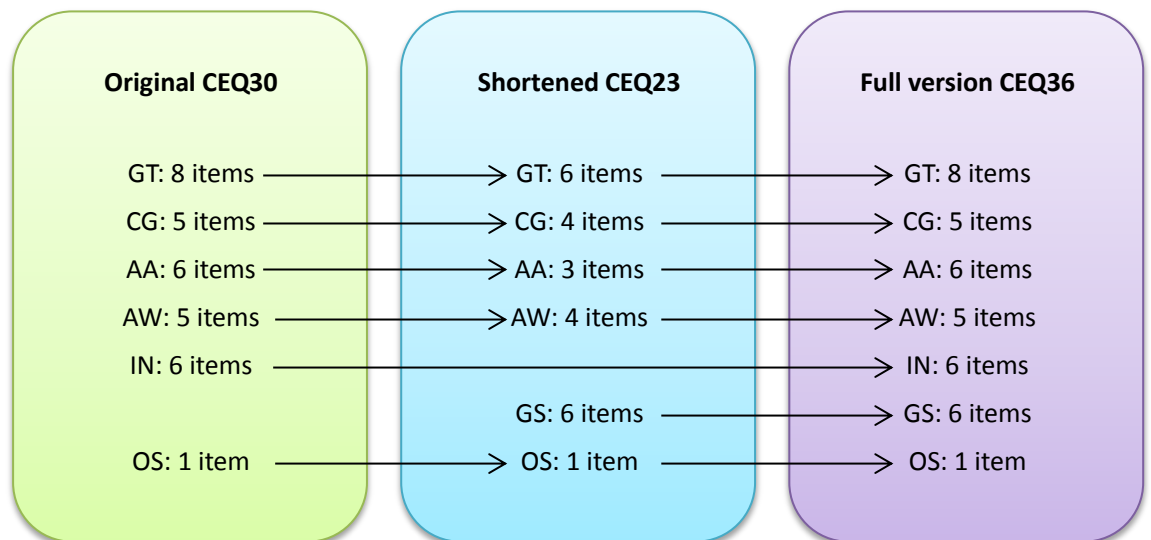 Original CEQ30
GT: 8 items
CG: 5 items
AA: 6 items
AW: 5 items
IN: 6 items
OS: 1 item
Shortened CEQ23
GT: 6 items
CG: 4 items
AA: 3 items
AW: 4 items
GS: 6 items
OS: 1 item
Full version CEQ36
GT: 8 items
CG: 5 items
AA: 6 items
AW: 5 items
IN: 6 items
GS: 6 items
OS: 1 item